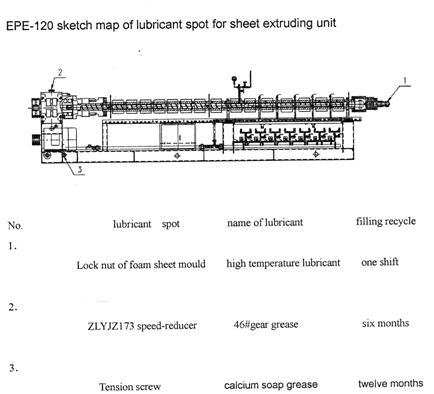 EPE-120 sketch map of lubricant spot for sheet extruding unit
2
1
3
No. lubricant spot name of lubricant filling recycle
1.
Lock nut of foam sheet mould high temperature lubricant one shift
2.
ZLYJZ173 speed-reducer 46#gear grease six months
3.
Tension screw calcium soap grease twelve months